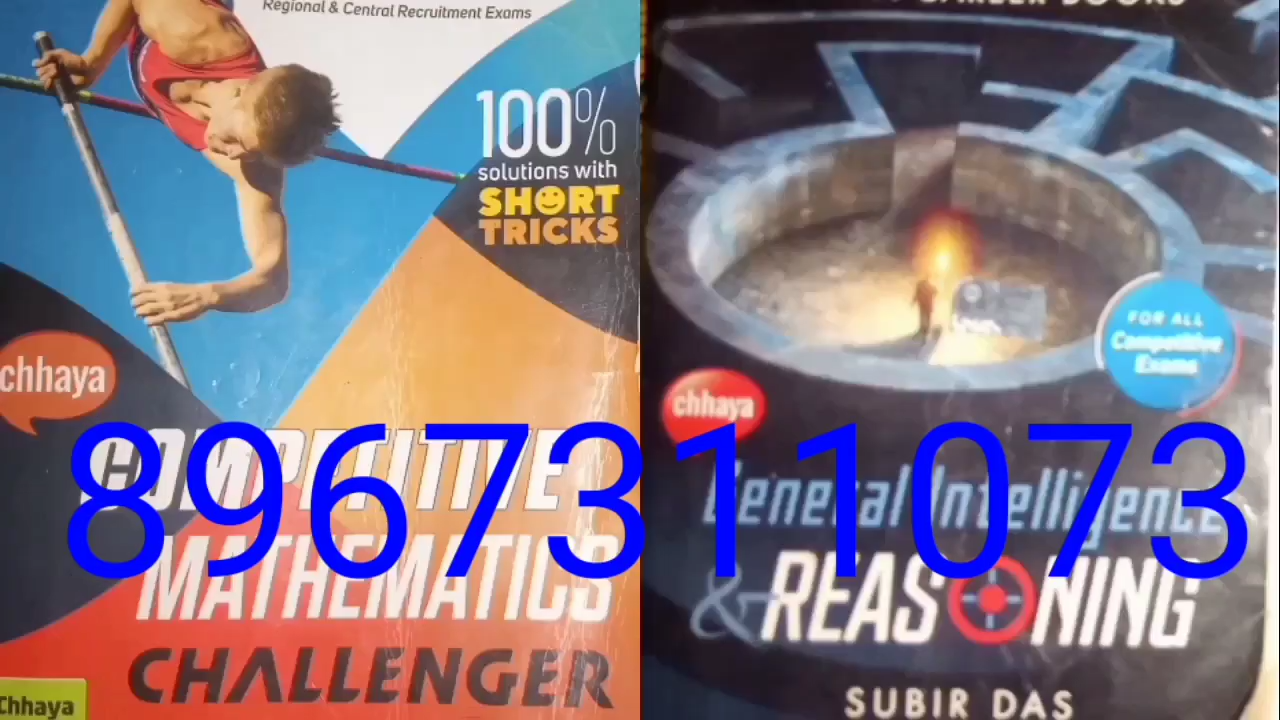 Regional & Central Recruitment Exams
100%
solutions with
SHORT
TRICKS
chhaya
COMPETITIVE
MATHEMATICS
CHALLENGER
Chhaya
FOR ALL
Competitive
Exams
chhaya
General Intelligence
& REASONING
SUBIR DAS
8967311073